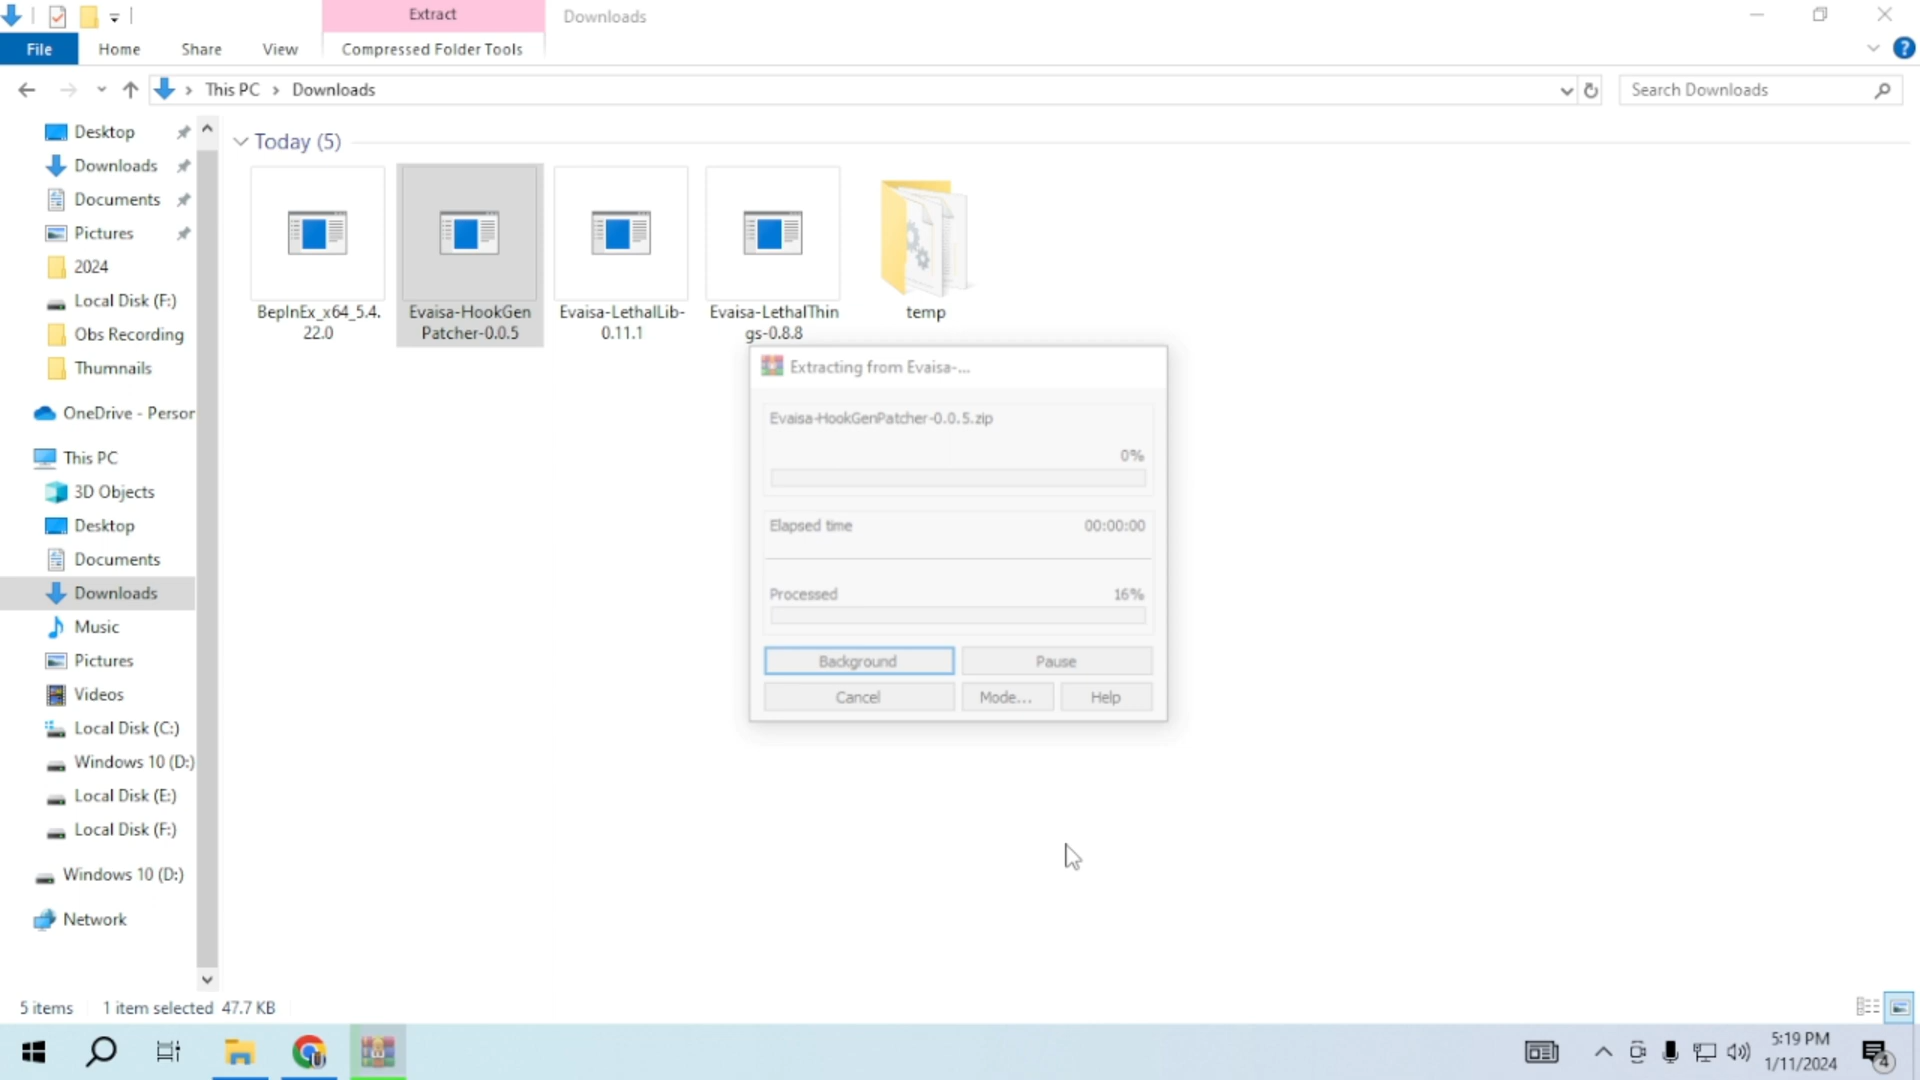 Extract
Downloads
File
Home
Share
View
Compressed Folder Tools
This PC
Downloads
Search Downloads
Desktop
Downloads
Documents
Pictures
2024
Local Disk (F:)
Obs Recording
Thumnails
OneDrive - Person
This PC
3D Objects
Desktop
Documents
Downloads
Music
Pictures
Videos
Local Disk (C:)
Windows 10 (D:)
Local Disk (E:)
Local Disk (F:)
Windows 10 (D:)
Network
Today (5)
BepInEx_x64_5.4.
22.0
Evaisa-HookGen
Patcher-0.0.5
Evaisa-LethalLib-
0.11.1
Evaisa-LethalThin
gs-0.8.8
temp
Extracting from Evaisa-...
Evaisa-HookGenPatcher-0.0.5.zip
0%
Elapsed time 00:00:00
Processed 16%
Background
Pause
Cancel
Mode...
Help
5 items
1 item selected 47.7 KB
5:19 PM
1/11/2024
4